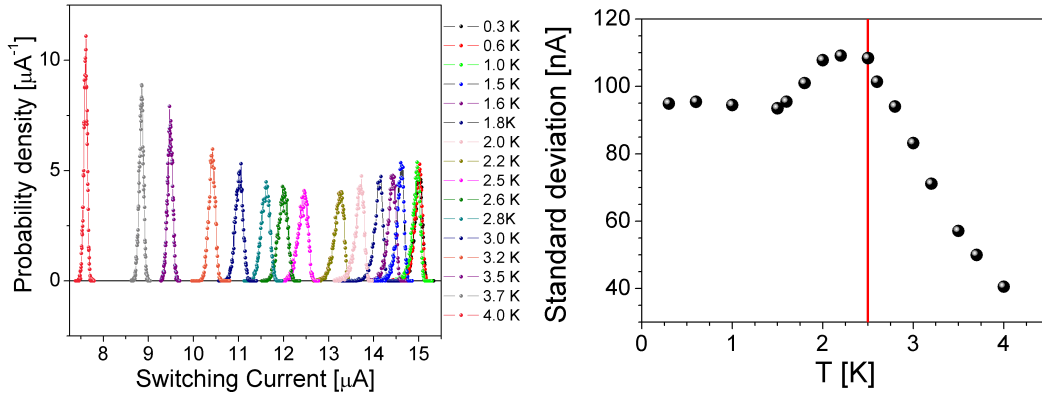 Probability density [μA⁻¹]
10
5
0
8 9 10 11 12 13 14 15
Switching Current [μA]
0.3 K
0.6 K
1.0 K
1.5 K
1.6 K
1.8K
2.0 K
2.2 K
2.5 K
2.6 K
2.8K
3.0 K
3.2 K
3.5 K
3.7 K
4.0 K
Standard deviation [nA]
120
100
80
60
40
0 1 2 3 4
T [K]